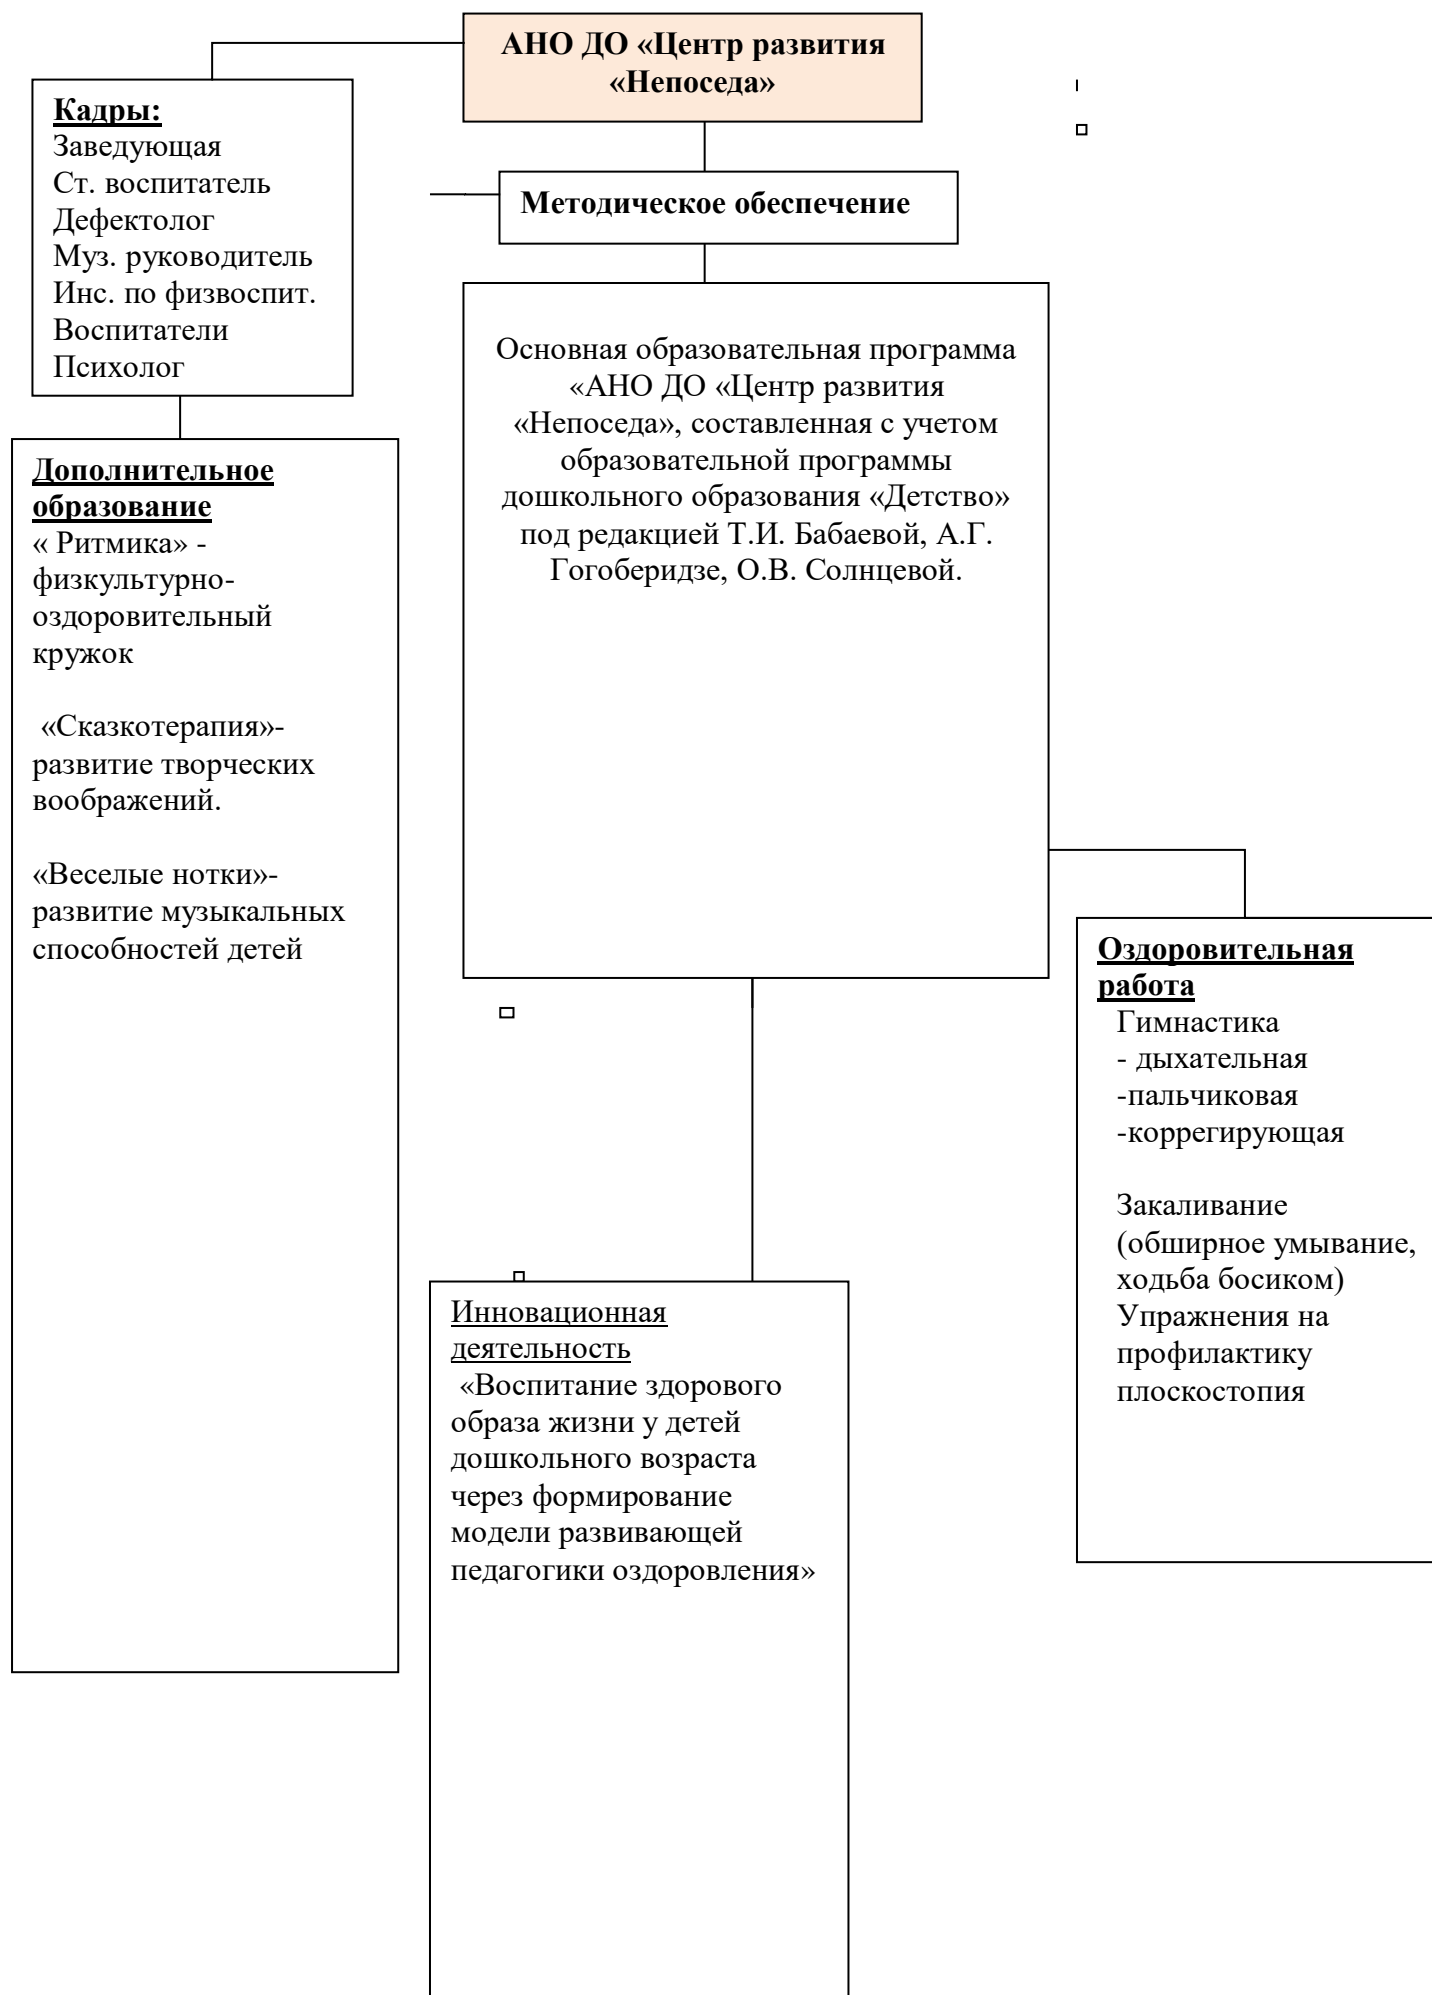 АНО ДО «Центр развития
«Непоседа»
Кадры:
Заведующая
Ст. воспитатель
Дефектолог
Муз. руководитель
Инс. по физвоспит.
Воспитатели
Психолог
Методическое обеспечение
Основная образовательная программа
«АНО ДО «Центр развития
«Непоседа», составленная с учетом
образовательной программы
дошкольного образования «Детство»
под редакцией Т.И. Бабаевой, А.Г.
Гогоберидзе, О.В. Солнцевой.
Дополнительное
образование
« Ритмика» -
физкультурно-
оздоровительный
кружок
«Сказкотерапия»-
развитие творческих
воображений.
«Веселые нотки»-
развитие музыкальных
способностей детей
Оздоровительная
работа
Гимнастика
- дыхательная
-пальчиковая
-коррегирующая
Закаливание
(обширное умывание,
ходьба босиком)
Упражнения на
профилактику
плоскостопия
Инновационная
деятельность
«Воспитание здорового
образа жизни у детей
дошкольного возраста
через формирование
модели развивающей
педагогики оздоровления»